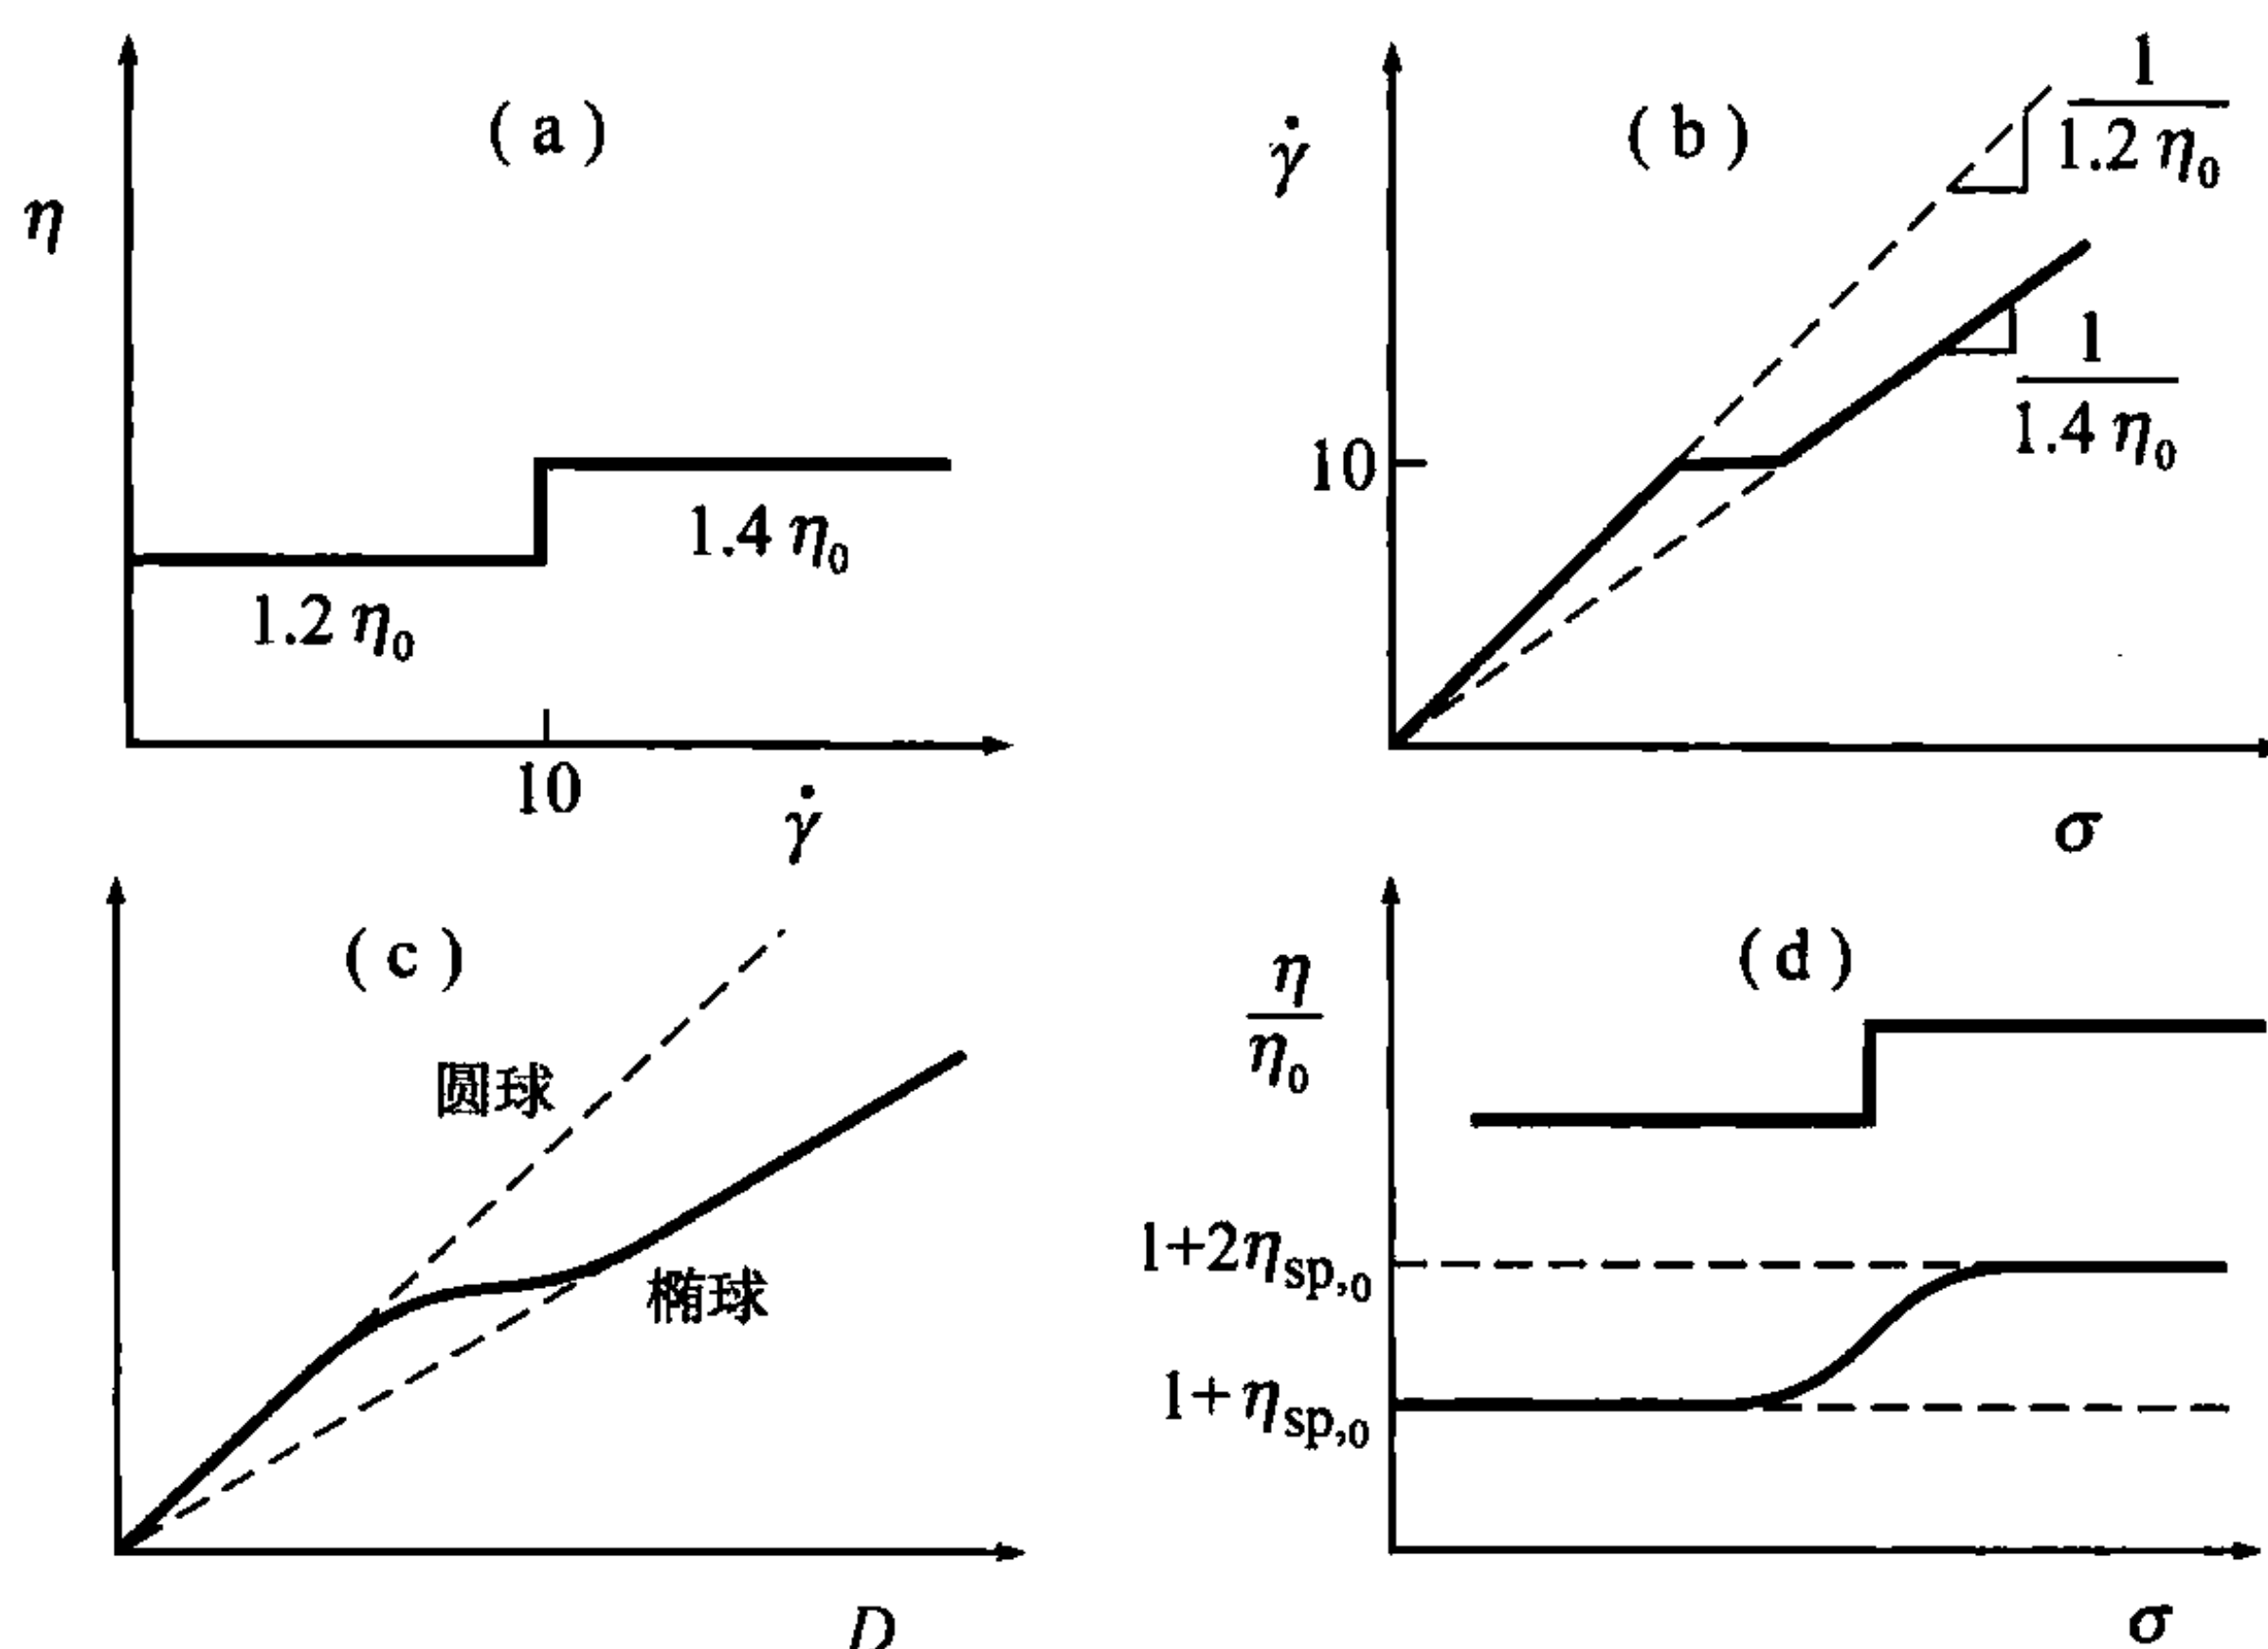 (a)
η
1.4 η₀
1.2 η₀
10
γ̇
(b)
γ̇
1
1.2 η₀
1
1.4 η₀
10
σ
(c)
圆球
椭球
D
(d)
η
η₀
1+2ηsp,₀
1+ηsp,₀
σ